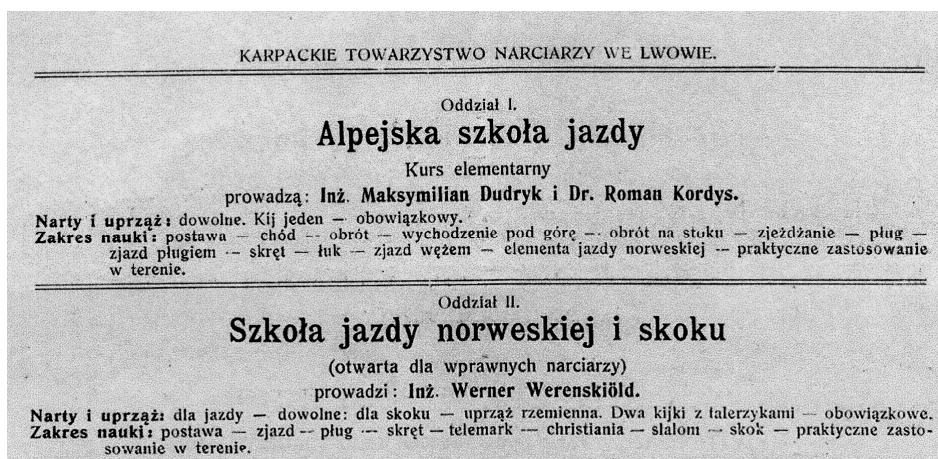 KARPACKIE TOWARZYSTWO NARCIARZY WE LWOWIE.
Oddział I.
Alpejska szkoła jazdy
Kurs elementarny
prowadzą: Inż. Maksymilian Dudryk i Dr. Roman Kordys.
Narty i uprząż: dowolne. Kij jeden — obowiązkowy.
Zakres nauki: postawa — chód — obrót — wychodzenie pod górę — obrót na stoku — zjeżdżanie — pług —
zjazd pługiem — skręt — łuk — zjazd wężem — elementa jazdy norweskiej — praktyczne zastosowanie
w terenie.
Oddział II.
Szkoła jazdy norweskiej i skoku
(otwarta dla wprawnych narciarzy)
prowadzi: Inż. Werner Werenskiöld.
Narty i uprząż: dla jazdy — dowolne: dla skoku — uprząż rzemienna. Dwa kijki z talerzykami — obowiązkowe.
Zakres nauki: postawa — zjazd — pług — skręt — telemark — christiania — slalom — skok — praktyczne zasto-
sowanie w terenie.